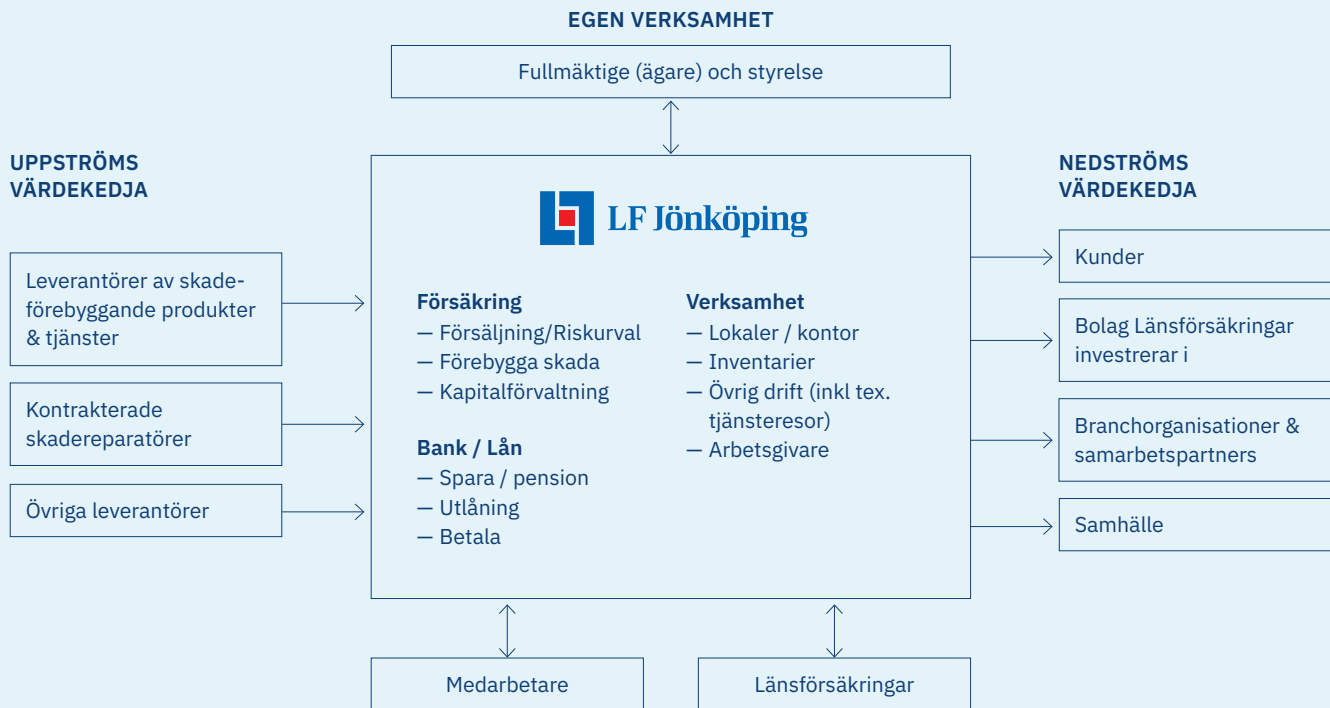 EGEN VERKSAMHET
Fullmäktige (ägare) och styrelse
UPPSTRÖMS
VÄRDEKEDJA
Leverantörer av skade-
förebyggande produkter
& tjänster
Kontrakterade
skadereparatörer
Övriga leverantörer
LF Jönköping
Försäkring
— Försäljning/Riskurval
— Förebygga skada
— Kapitalförvaltning
Bank / Lån
— Spara / pension
— Utlåning
— Betala
Verksamhet
— Lokaler / kontor
— Inventarier
— Övrig drift (inkl tex.
tjänsteresor)
— Arbetsgivare
NEDSTRÖMS
VÄRDEKEDJA
Kunder
Bolag Länsförsäkringar
investrerar i
Branchorganisationer &
samarbetspartners
Samhälle
Medarbetare
Länsförsäkringar